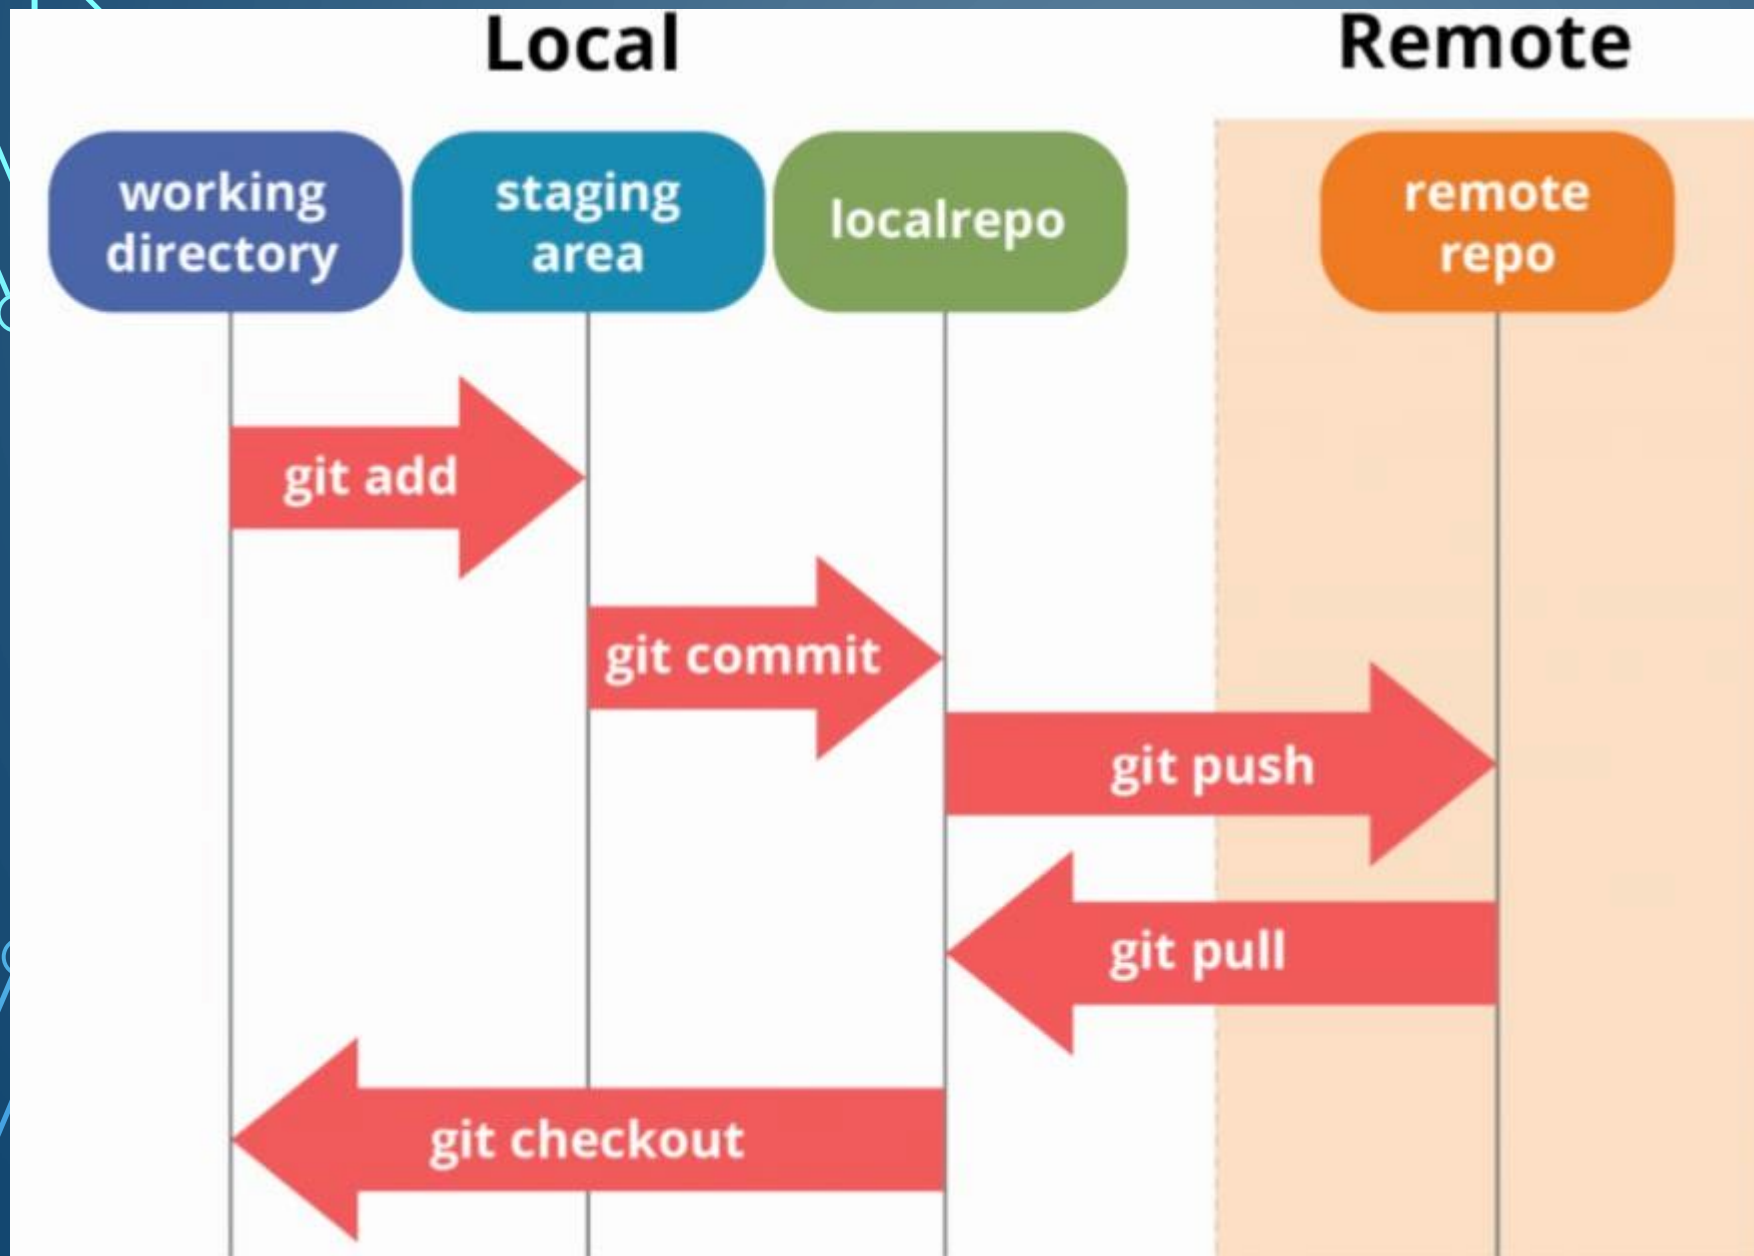 Local
Remote
working
directory
staging
area
localrepo
remote
repo
git add
git commit
git push
git pull
git checkout